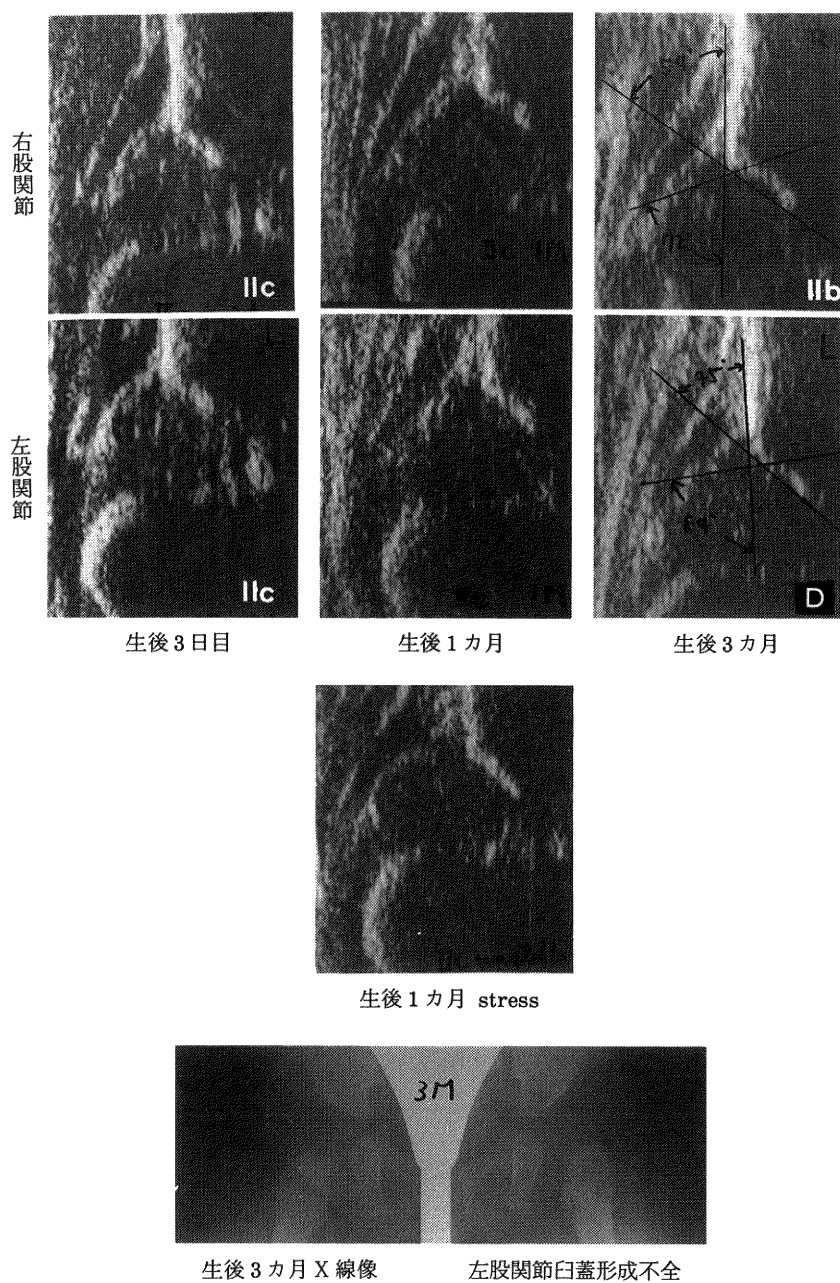 右股関節
IIc
IIc 1M
IIb
左股関節
IIc
D
生後3日目
生後1カ月
生後3カ月
生後1カ月 stress
3M
生後3カ月X線像
左股関節臼蓋形成不全